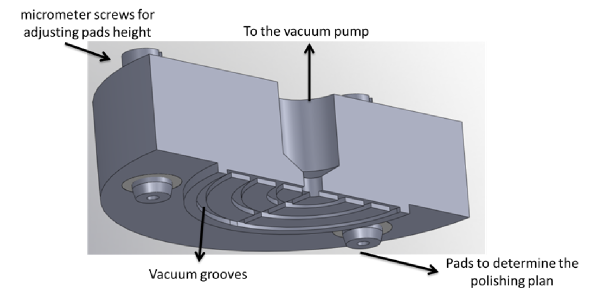 micrometer screws for
adjusting pads height
To the vacuum pump
Vacuum grooves
Pads to determine the
polishing plan